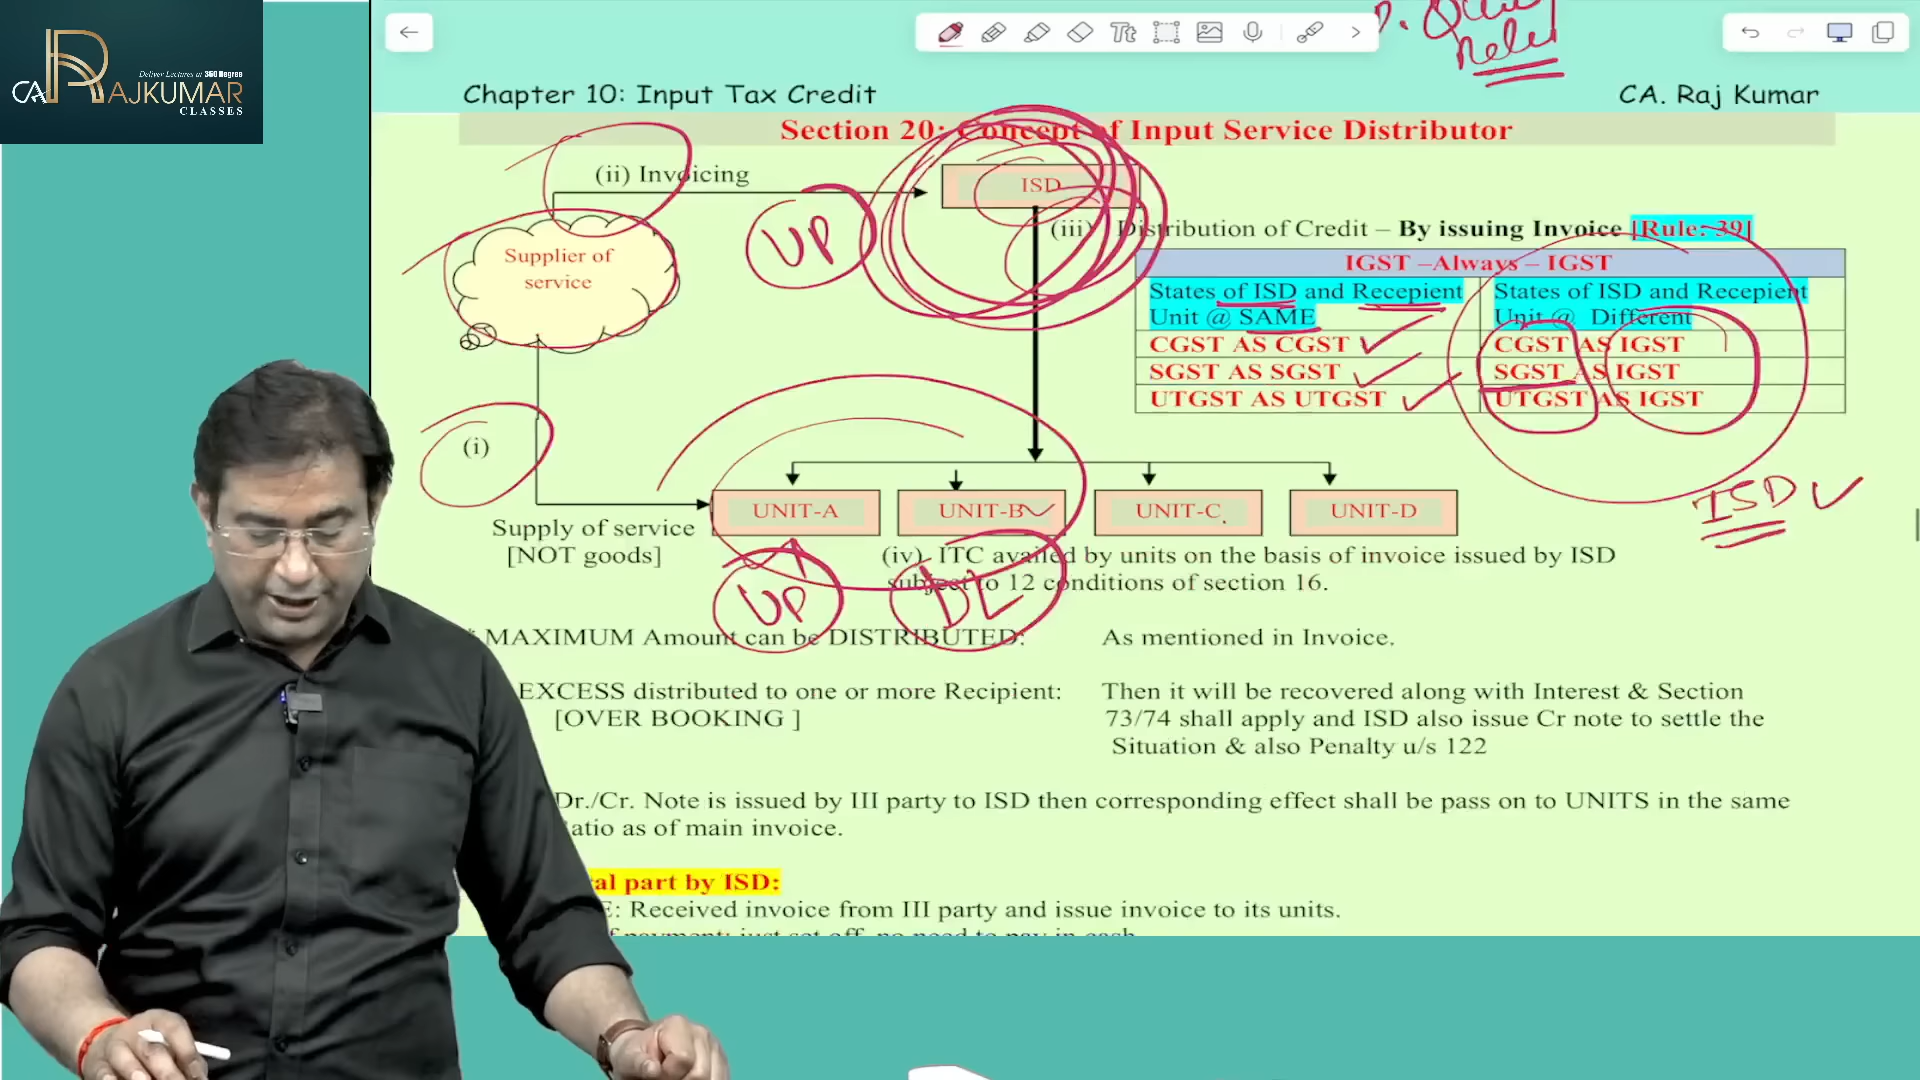 Deliver Lectures at 360 Degree
CA RAJKUMAR
CLASSES
Chapter 10: Input Tax Credit
CA. Raj Kumar
Section 20: Concept of Input Service Distributor
(ii) Invoicing
ISD
UP
Supplier of
service
(iii) Distribution of Credit – By issuing Invoice [Rule: 39]
IGST –Always – IGST
States of ISD and Recepient
Unit @ SAME
States of ISD and Recepient
Unit @ Different
CGST AS CGST
CGST AS IGST
SGST AS SGST
SGST AS IGST
UTGST AS UTGST
UTGST AS IGST
(i)
ISD
UNIT-A
UNIT-B
UNIT-C
UNIT-D
Supply of service
[NOT goods]
(iv) ITC availed by units on the basis of invoice issued by ISD
subject to 12 conditions of section 16.
UP
DL
* MAXIMUM Amount can be DISTRIBUTED: As mentioned in Invoice.
EXCESS distributed to one or more Recipient: Then it will be recovered along with Interest & Section
[OVER BOOKING ] 73/74 shall apply and ISD also issue Cr note to settle the
Situation & also Penalty u/s 122
Dr./Cr. Note is issued by III party to ISD then corresponding effect shall be pass on to UNITS in the same
atio as of main invoice.
al part by ISD:
E: Received invoice from III party and issue invoice to its units.
f payment: just set off, no need to pay in cash